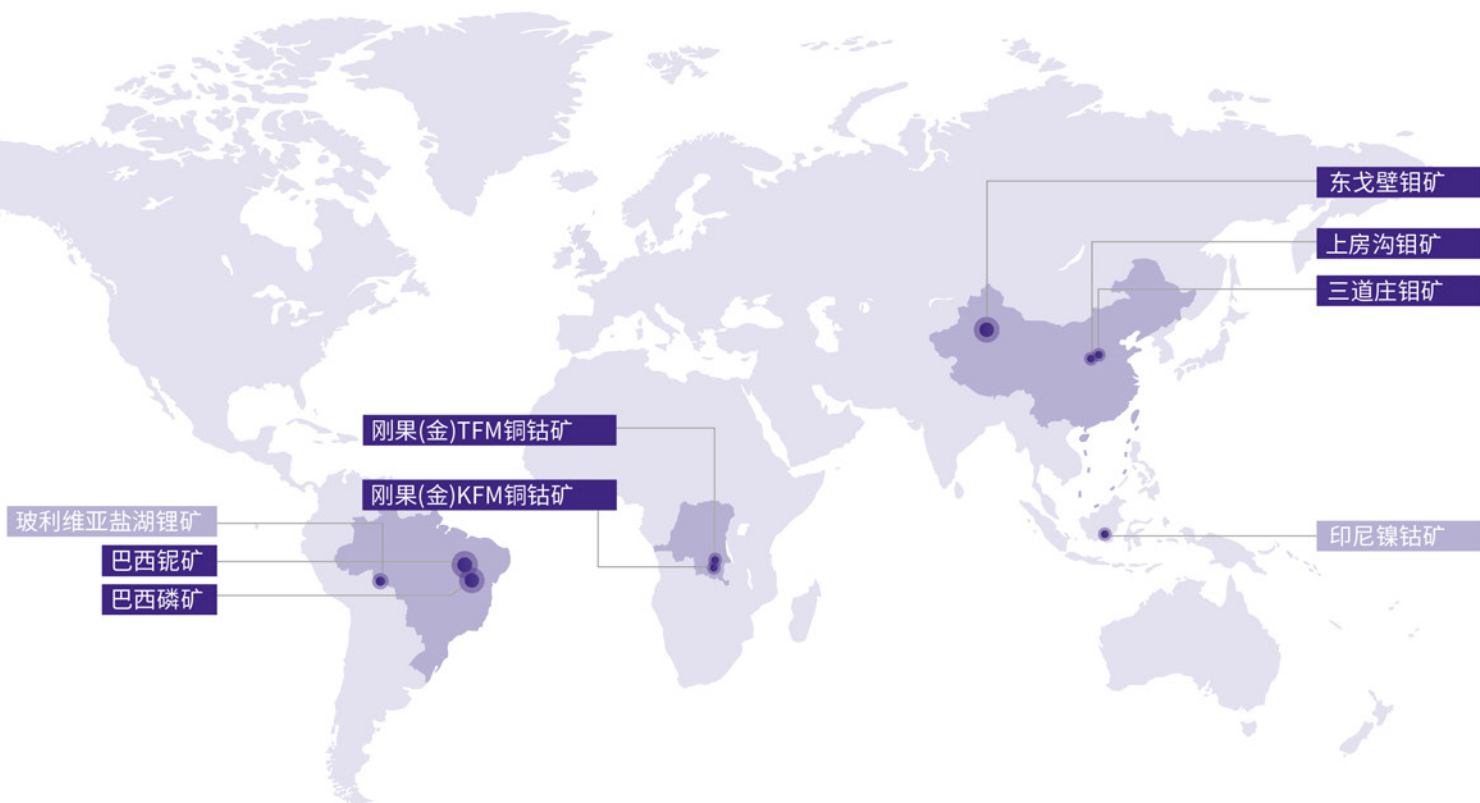 东戈壁钼矿
上房沟钼矿
三道庄钼矿
刚果(金)TFM铜钴矿
刚果(金)KFM铜钴矿
玻利维亚盐湖锂矿
巴西铌矿
巴西磷矿
印尼镍钴矿